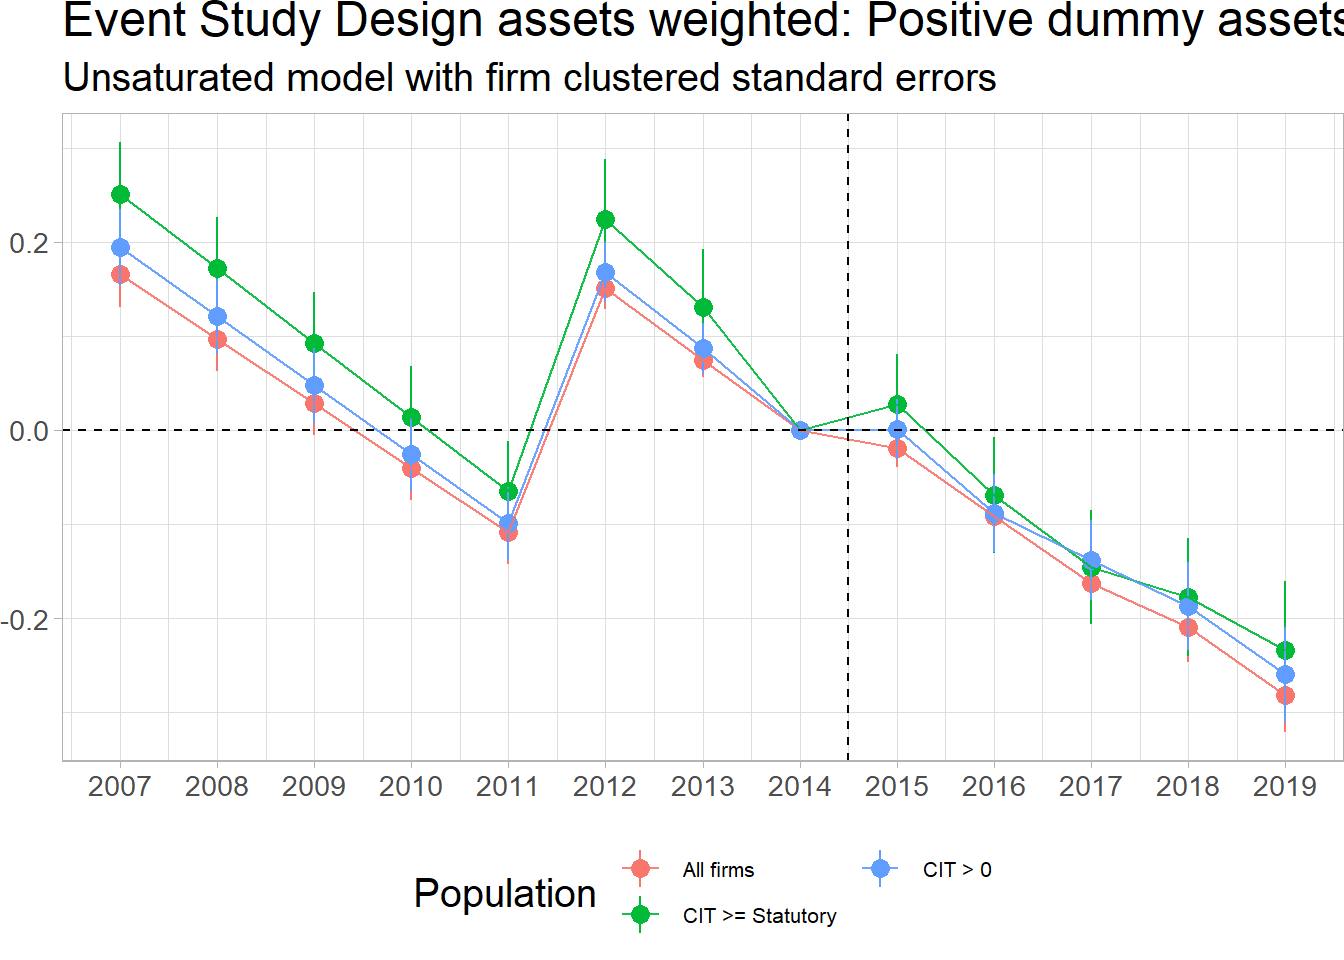 Event Study Design assets weighted: Positive dummy assets
Unsaturated model with firm clustered standard errors
0.2
0.0
-0.2
2007 2008 2009 2010 2011 2012 2013 2014 2015 2016 2017 2018 2019
Population
All firms
CIT >= Statutory
CIT > 0